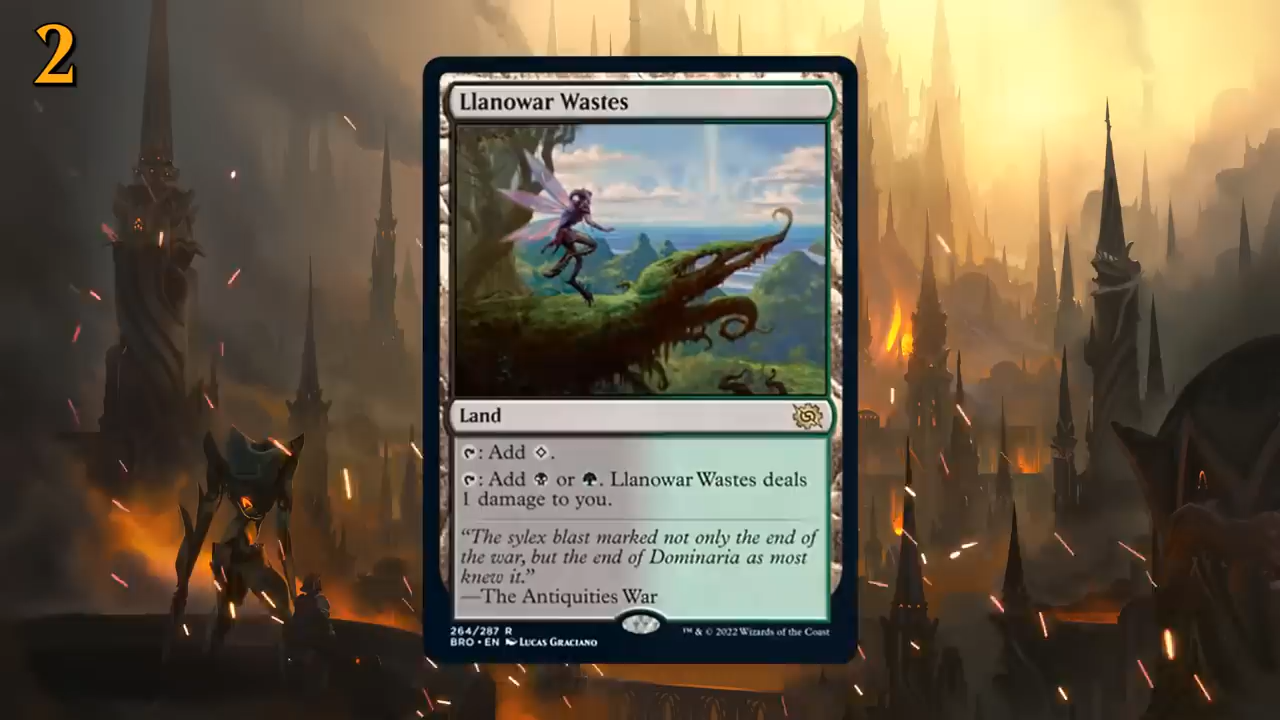 2
Llanowar Wastes
Land
: Add .
: Add or . Llanowar Wastes deals
1 damage to you.
“The sylex blast marked not only the end of
the war, but the end of Dominaria as most
knew it.”
—The Antiquities War
264/287 R
BRO • EN Lucas Graciano
™ & © 2022 Wizards of the Coast